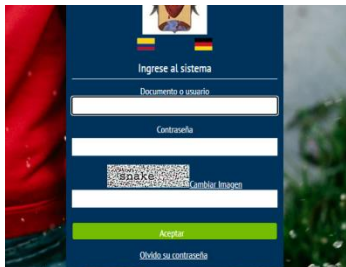 Ingrese al sistema
Documento o usuario
Contraseña
snake
Cambiar Imagen
Aceptar
Olvido su contraseña